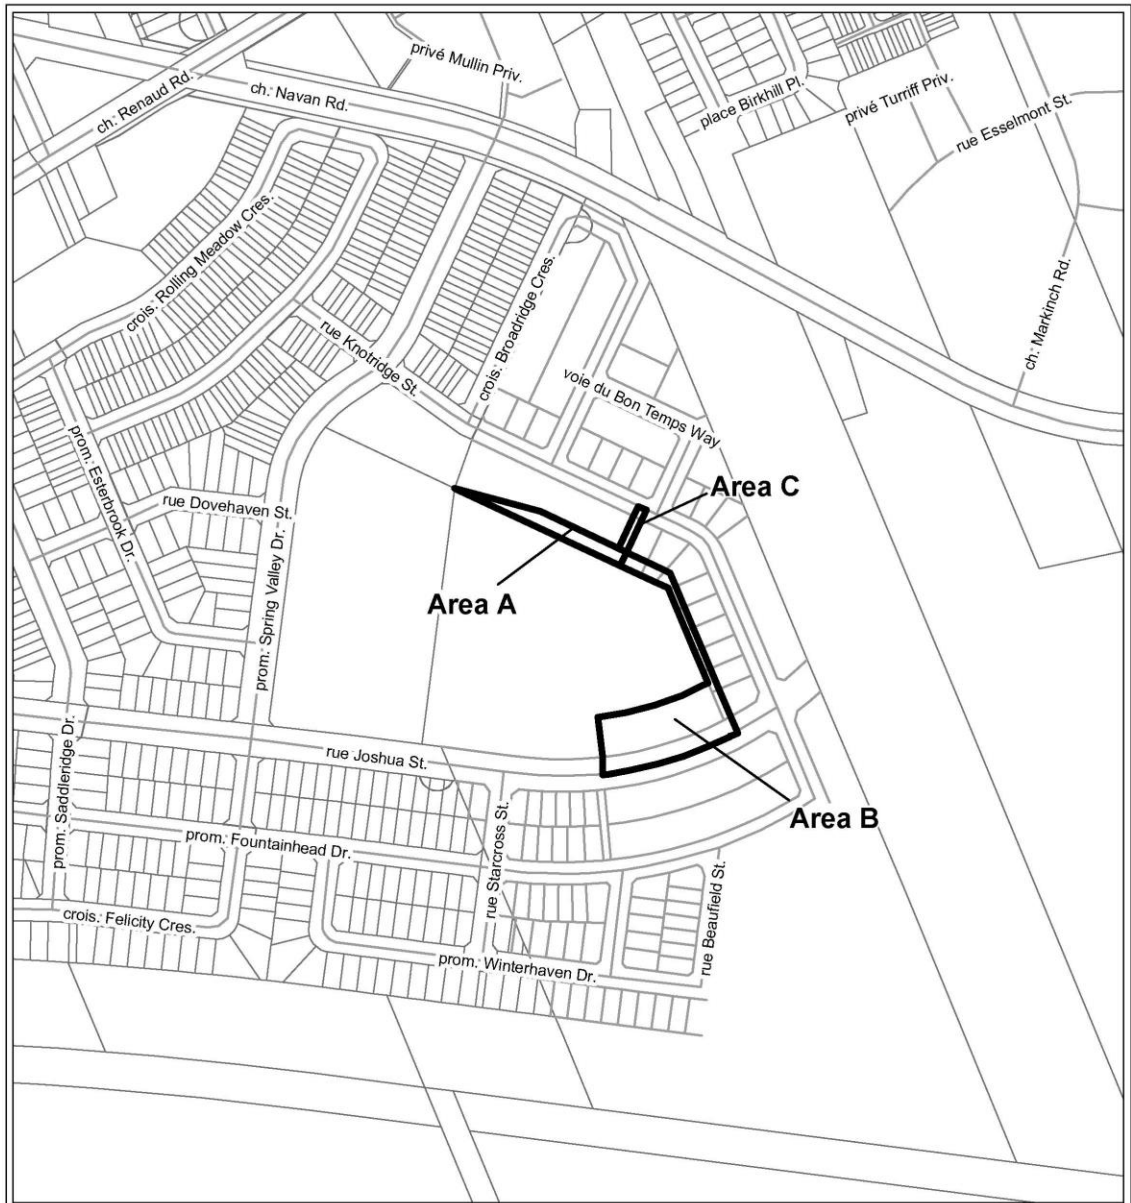 privé Mullin Priv.
ch. Renaud Rd.
ch. Navan Rd.
place Birkhill Pl.
privé Turriff Priv.
rue Esselmont St.
crois. Rolling Meadow Cres.
crois. Broadridge Cres.
ch. Markinch Rd.
rue Knotridge St.
voie du Bon Temps Way
prom. Esterbrook Dr.
rue Dovehaven St.
Area C
Area A
prom. Spring Valley Dr.
prom. Saddleridge Dr.
rue Joshua St.
Area B
prom. Fountainhead Dr.
rue Starcross St.
rue Beaufield St.
crois. Felicity Cres.
prom. Winterhaven Dr.